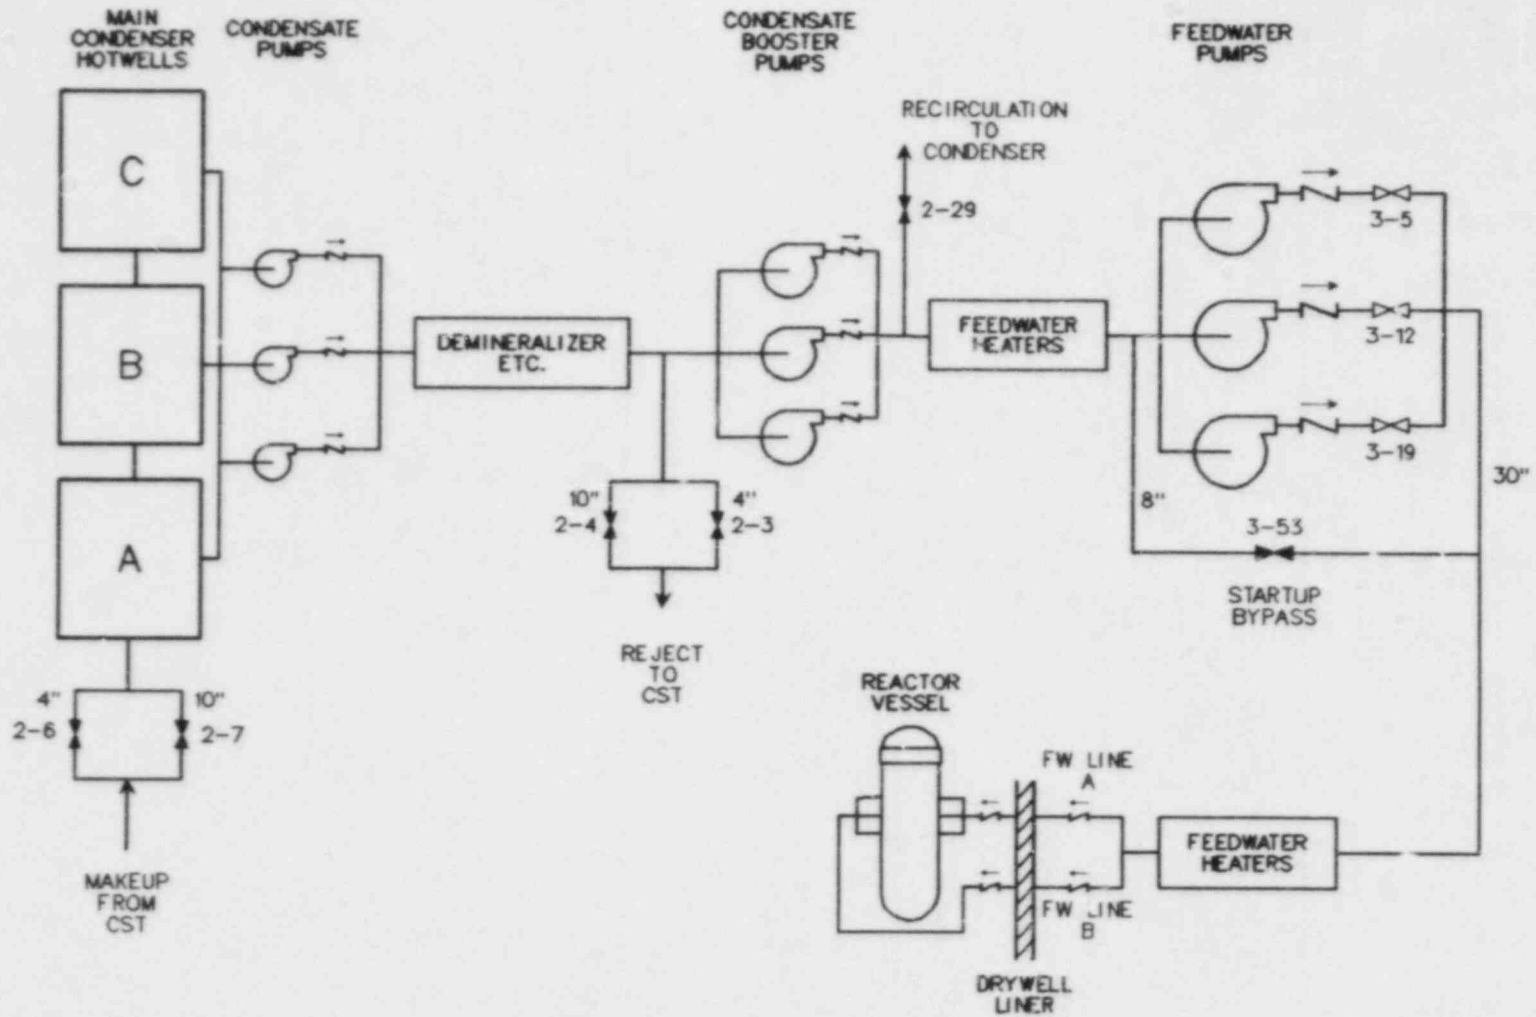 MAIN
CONDENSER
HOTWELLS
CONDENSATE
PUMPS
CONDENSATE
BOOSTER
PUMPS
FEEDWATER
PUMPS
RECIRCULATION
TO
CONDENSER
2-29
C
B
A
DEMINERALIZER
ETC.
FEEDWATER
HEATERS
3-5
3-12
3-19
30"
8"
3-53
STARTUP
BYPASS
10"
2-4
4"
2-3
REJECT
TO
CST
4"
2-6
10"
2-7
MAKEUP
FROM
CST
REACTOR
VESSEL
FW LINE
A
FW LINE
B
FEEDWATER
HEATERS
DRYWELL
LINER